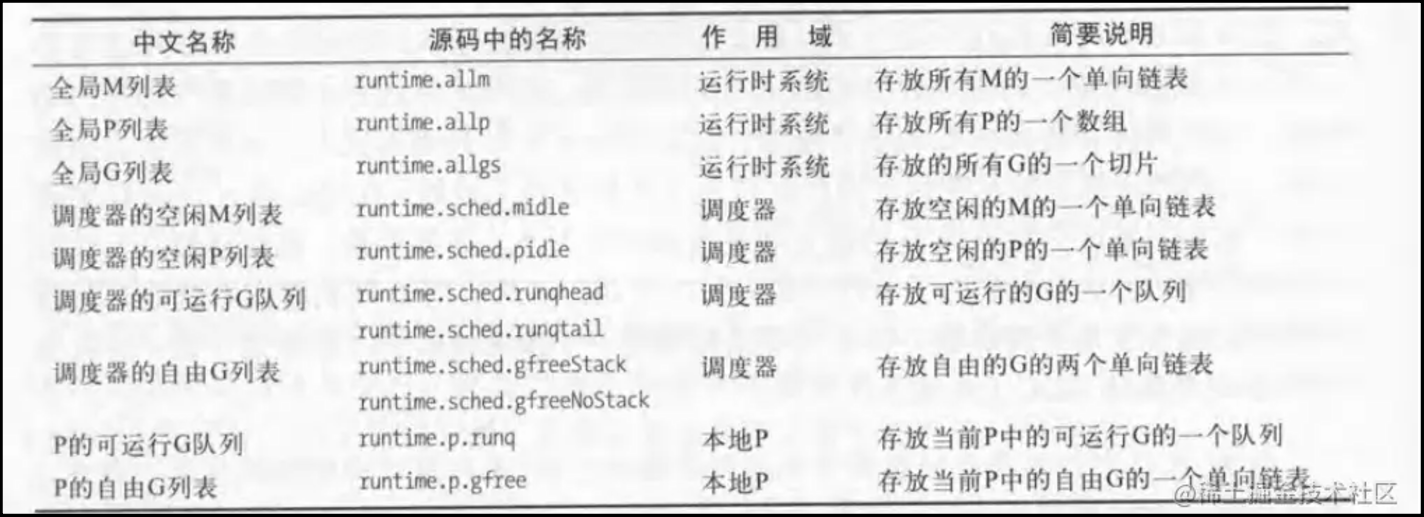 中文名称 源码中的名称 作用域 简要说明
全局M列表 runtime.allm 运行时系统 存放所有M的一个单向链表
全局P列表 runtime.allp 运行时系统 存放所有P的一个数组
全局G列表 runtime.allgs 运行时系统 存放的所有G的一个切片
调度器的空闲M列表 runtime.sched.midle 调度器 存放空闲的M的一个单向链表
调度器的空闲P列表 runtime.sched.pidle 调度器 存放空闲的P的一个单向链表
调度器的可运行G队列 runtime.sched.runqhead 调度器 存放可运行的G的一个队列
runtime.sched.runqtail
调度器的自由G列表 runtime.sched.gfreeStack 调度器 存放自由的G的两个单向链表
runtime.sched.gfreeNoStack
P的可运行G队列 runtime.p.runq 本地P 存放当前P中的可运行G的一个队列
P的自由G列表 runtime.p.gfree 本地P 存放当前P中的自由G的一个单向链表
@稀土掘金技术社区